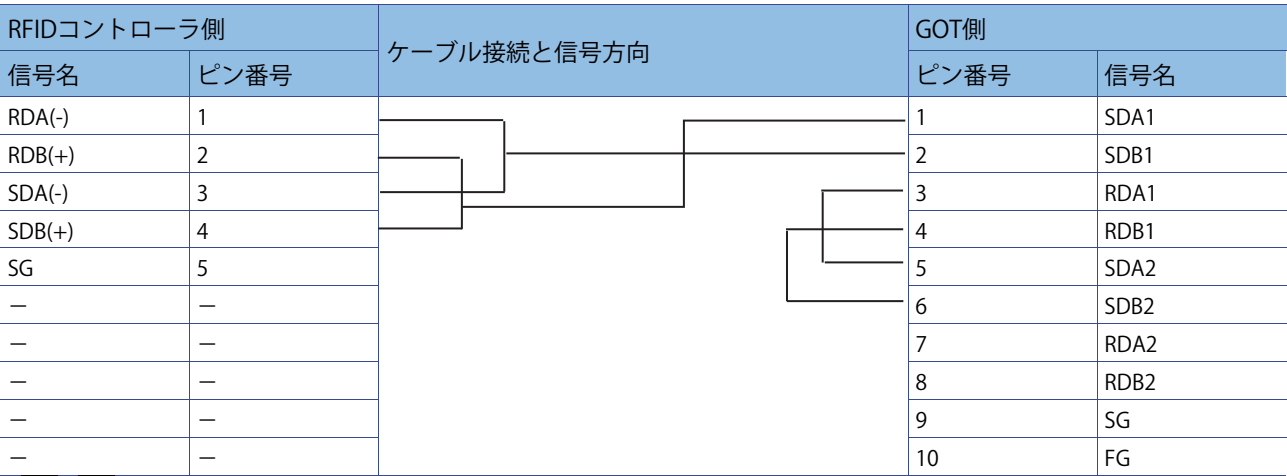 RFIDコントローラ側 ケーブル接続と信号方向 GOT側
信号名 ピン番号 ピン番号 信号名
RDA(-) 1 1 SDA1
RDB(+) 2 2 SDB1
SDA(-) 3 3 RDA1
SDB(+) 4 4 RDB1
SG 5 5 SDA2
－ － 6 SDB2
－ － 7 RDA2
－ － 8 RDB2
－ － 9 SG
－ － 10 FG